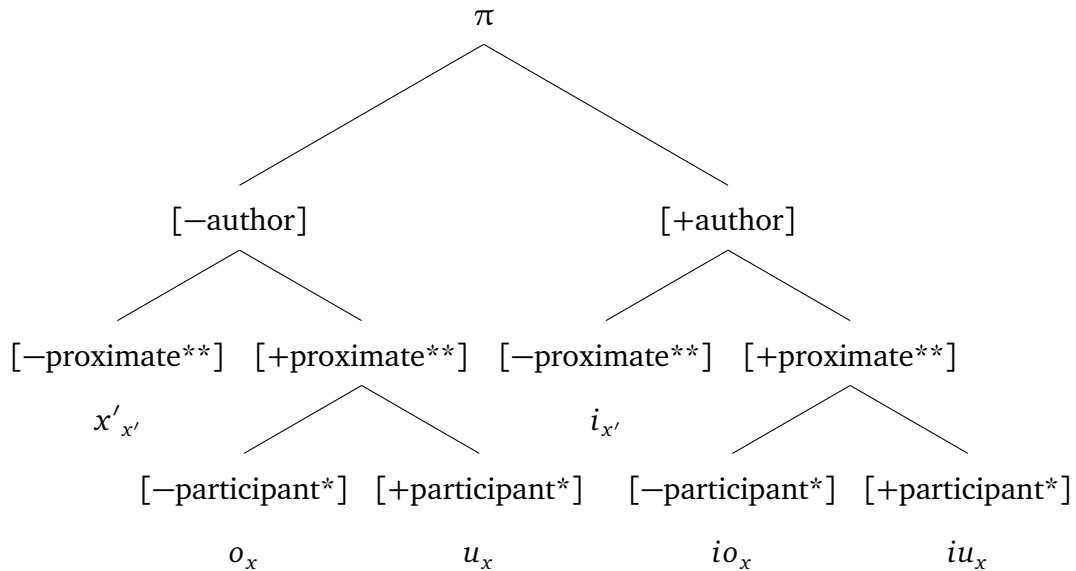 π
[−author] [+author]
[−proximate**] [+proximate**] [−proximate**] [+proximate**]
x′ₓ′ iₓ′
[−participant*] [+participant*] [−participant*] [+participant*]
oₓ uₓ ioₓ iuₓ